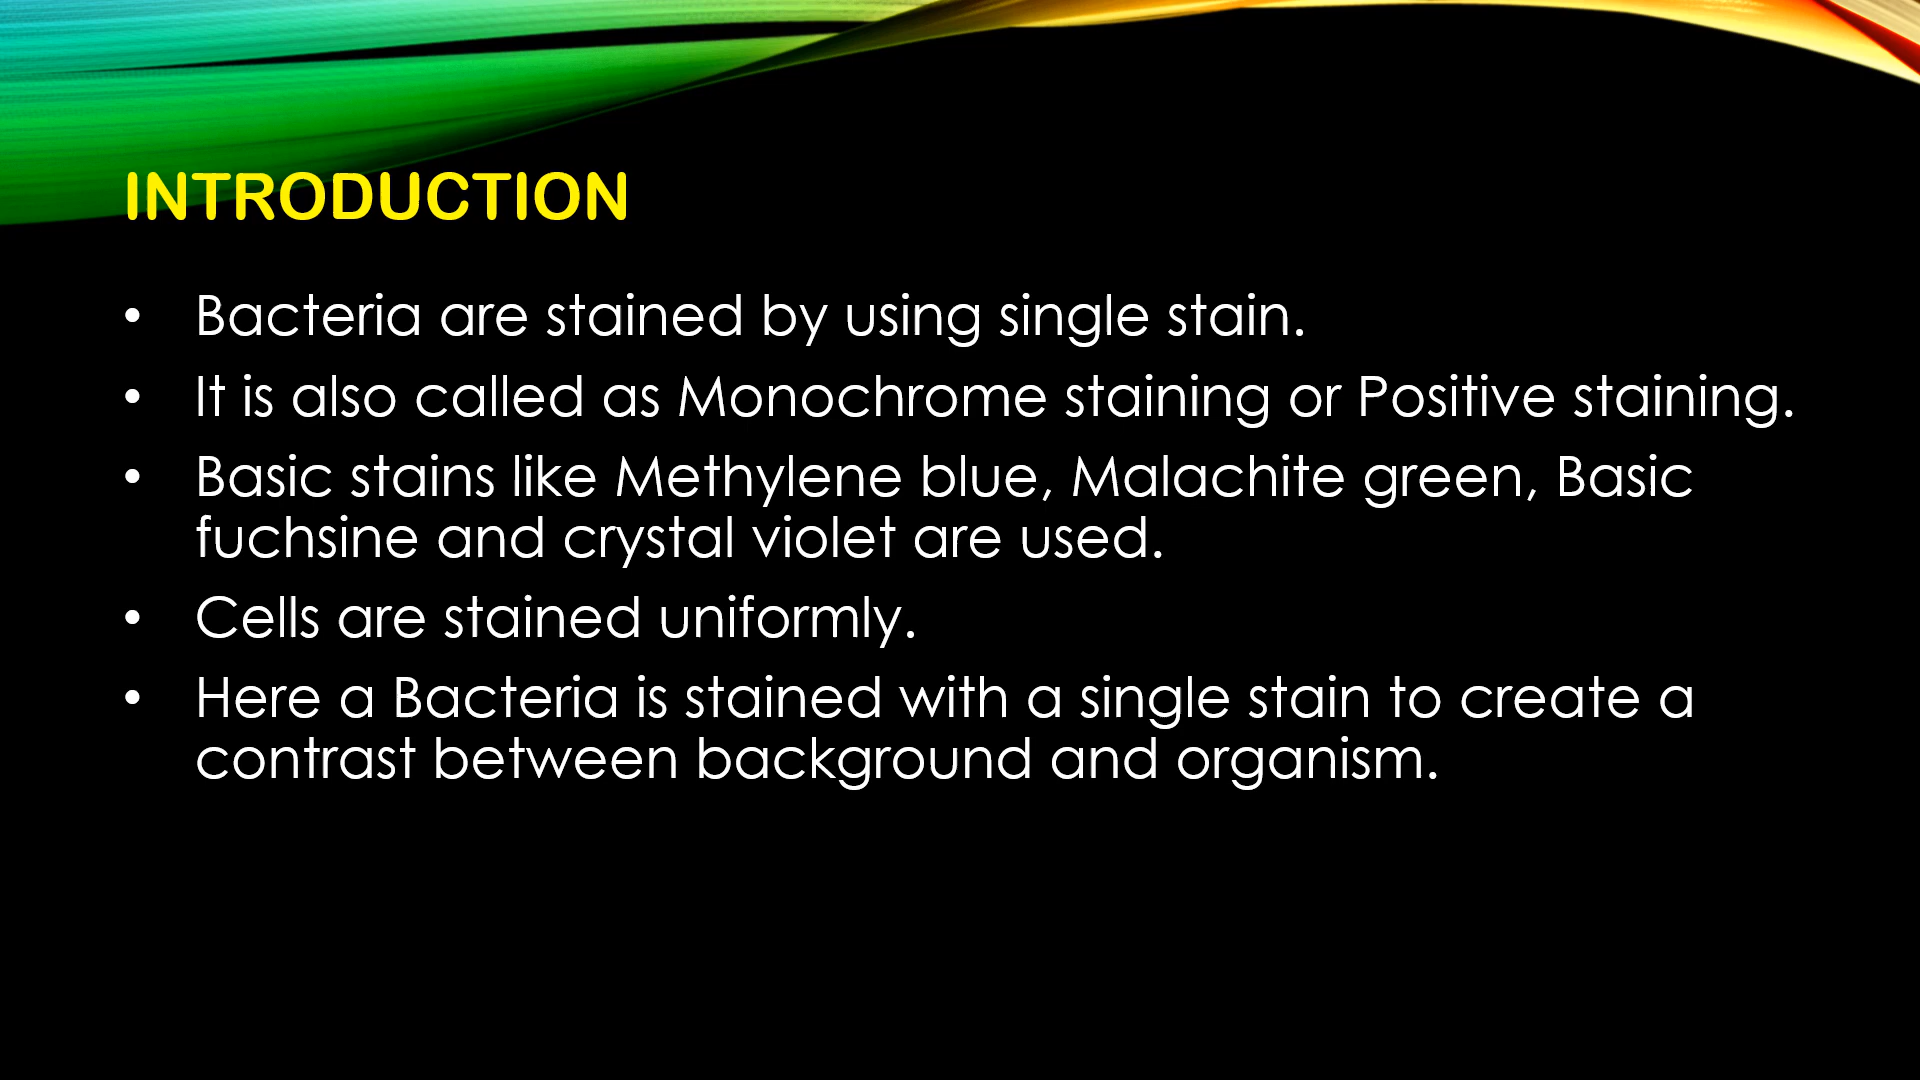 INTRODUCTION
• Bacteria are stained by using single stain.
• It is also called as Monochrome staining or Positive staining.
• Basic stains like Methylene blue, Malachite green, Basic
fuchsine and crystal violet are used.
• Cells are stained uniformly.
• Here a Bacteria is stained with a single stain to create a
contrast between background and organism.